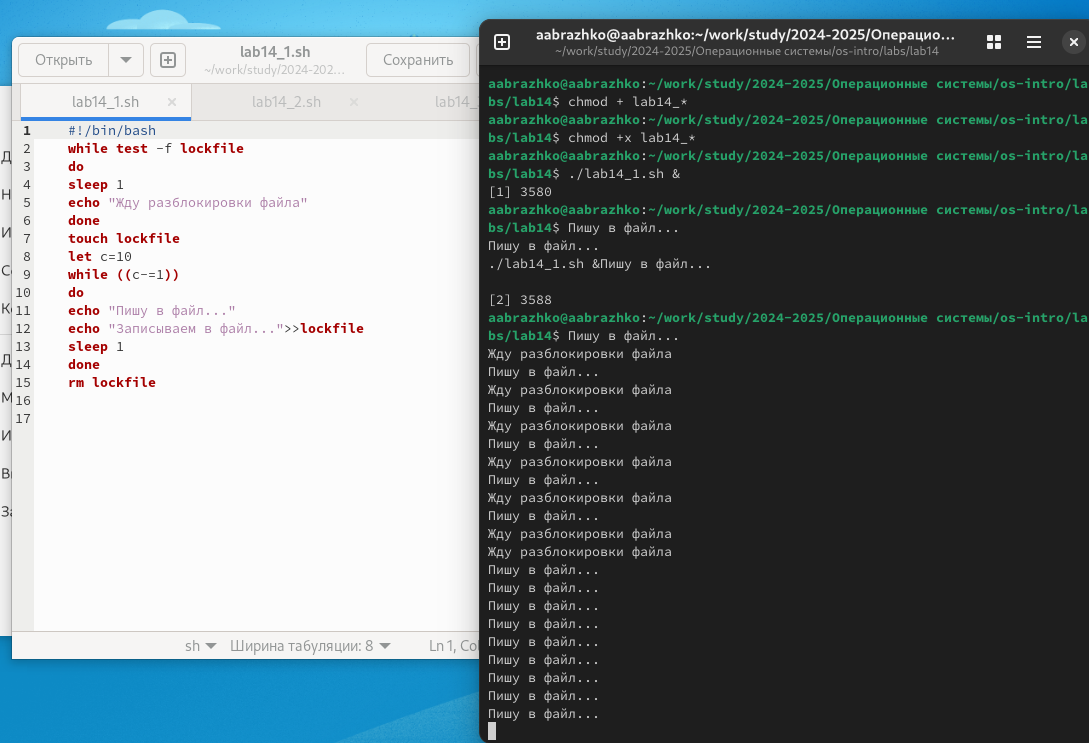 Открыть
lab14_1.sh
~/work/study/2024-202...
Сохранить
lab14_1.sh ×
lab14_2.sh ×
lab14_
1 #!/bin/bash
2 while test -f lockfile
3 do
4 sleep 1
5 echo "Жду разблокировки файла"
6 done
7 touch lockfile
8 let c=10
9 while ((c-=1))
10 do
11 echo "Пишу в файл..."
12 echo "Записываем в файл...">>lockfile
13 sleep 1
14 done
15 rm lockfile
16
17
sh
Ширина табуляции: 8
Ln 1, Co
aabrazhko@aabrazhko:~/work/study/2024-2025/Операцио...
~/work/study/2024-2025/Операционные системы/os-intro/labs/lab14
aabrazhko@aabrazhko:~/work/study/2024-2025/Операционные системы/os-intro/la
bs/lab14$ chmod + lab14_*
aabrazhko@aabrazhko:~/work/study/2024-2025/Операционные системы/os-intro/la
bs/lab14$ chmod +x lab14_*
aabrazhko@aabrazhko:~/work/study/2024-2025/Операционные системы/os-intro/la
bs/lab14$ ./lab14_1.sh &
[1] 3580
aabrazhko@aabrazhko:~/work/study/2024-2025/Операционные системы/os-intro/la
bs/lab14$ Пишу в файл...
Пишу в файл...
./lab14_1.sh &Пишу в файл...
[2] 3588
aabrazhko@aabrazhko:~/work/study/2024-2025/Операционные системы/os-intro/la
bs/lab14$ Пишу в файл...
Жду разблокировки файла
Пишу в файл...
Жду разблокировки файла
Пишу в файл...
Жду разблокировки файла
Пишу в файл...
Жду разблокировки файла
Пишу в файл...
Жду разблокировки файла
Пишу в файл...
Жду разблокировки файла
Жду разблокировки файла
Пишу в файл...
Пишу в файл...
Пишу в файл...
Пишу в файл...
Пишу в файл...
Пишу в файл...
Пишу в файл...
Пишу в файл...
Пишу в файл...